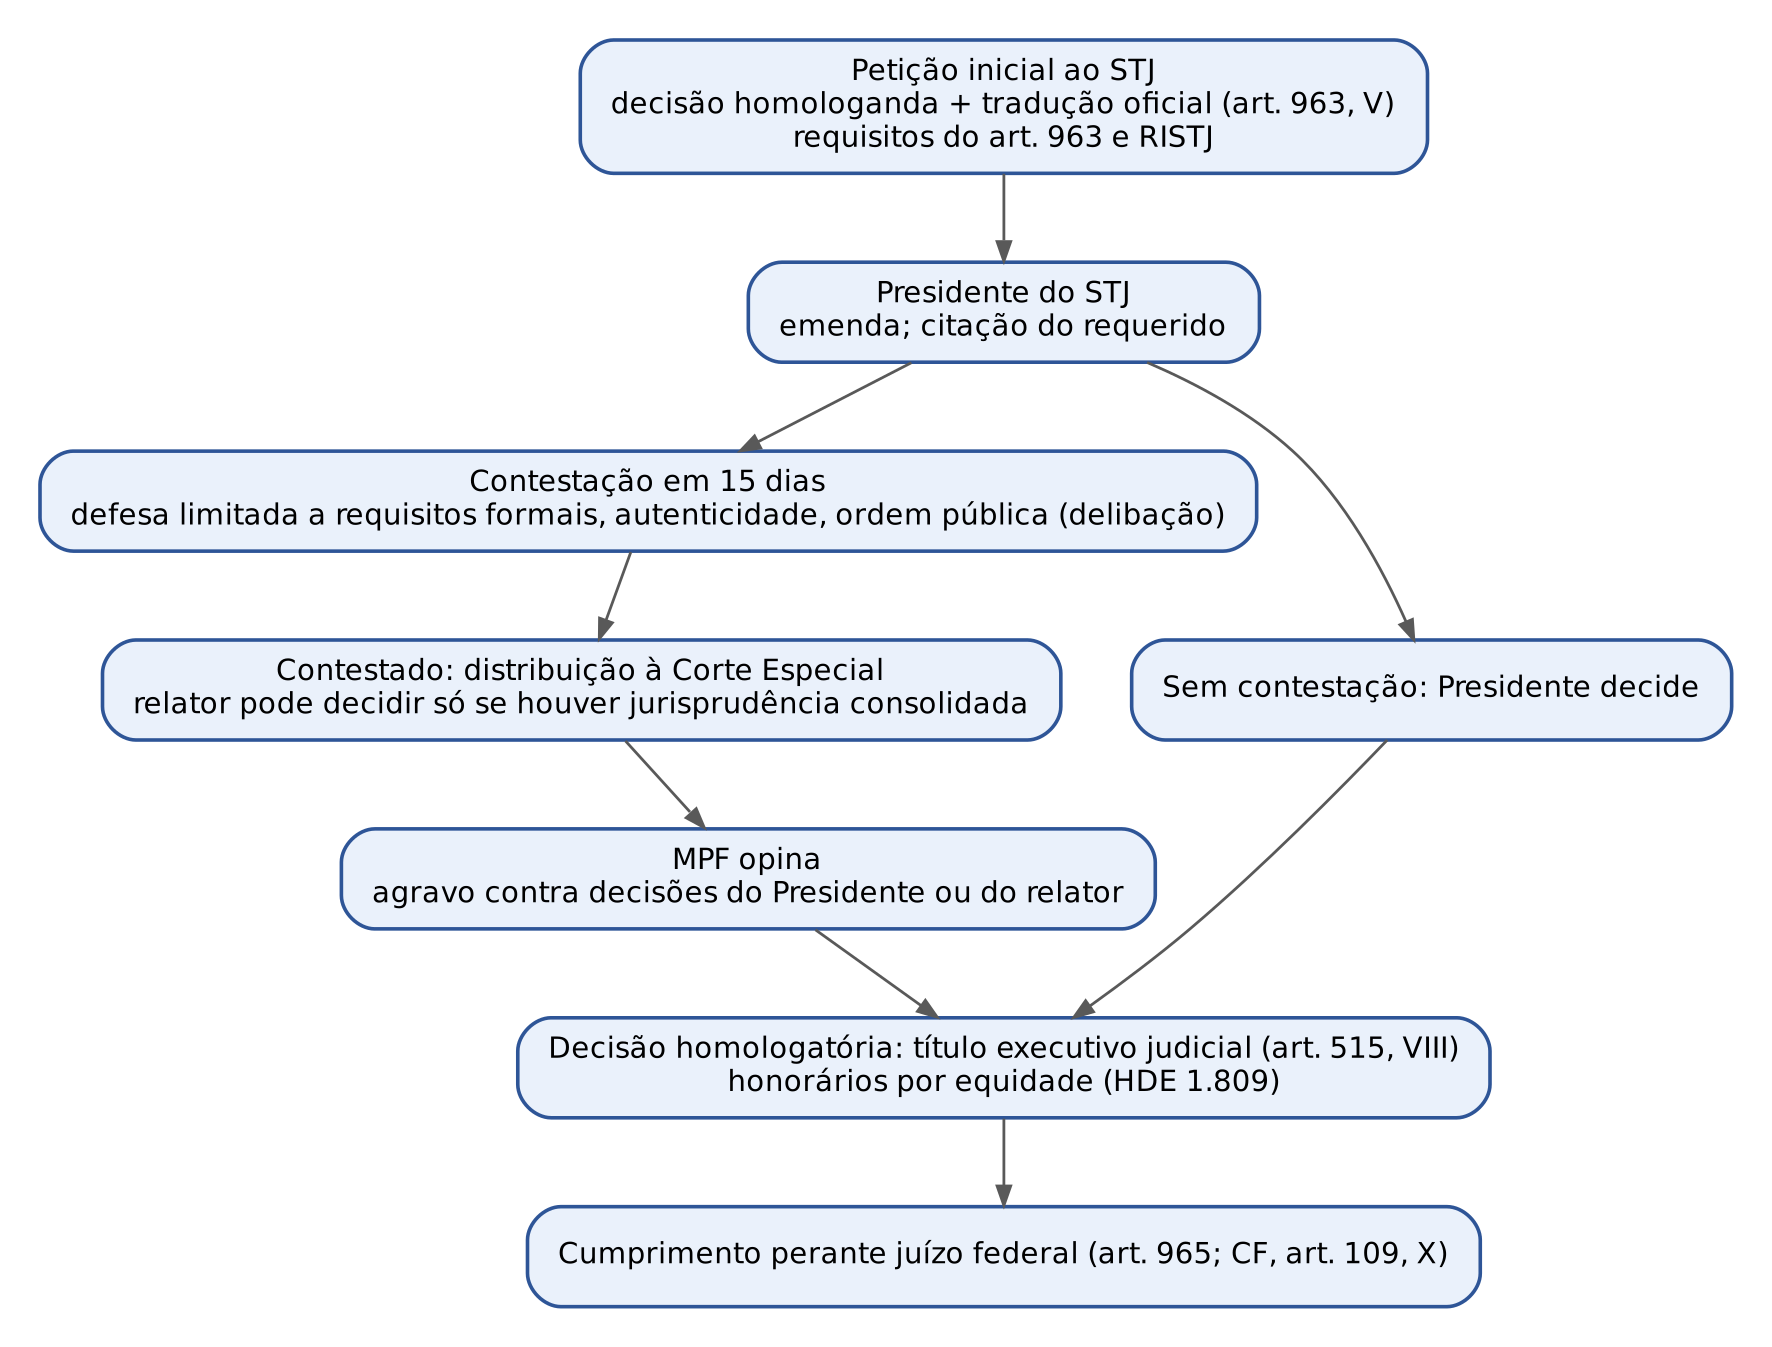 Petição inicial ao STJ
decisão homologanda + tradução oficial (art. 963, V)
requisitos do art. 963 e RISTJ
Presidente do STJ
emenda; citação do requerido
Contestação em 15 dias
defesa limitada a requisitos formais, autenticidade, ordem pública (delibação)
Contestado: distribuição à Corte Especial
relator pode decidir só se houver jurisprudência consolidada
Sem contestação: Presidente decide
MPF opina
agravo contra decisões do Presidente ou do relator
Decisão homologatória: título executivo judicial (art. 515, VIII)
honorários por equidade (HDE 1.809)
Cumprimento perante juízo federal (art. 965; CF, art. 109, X)